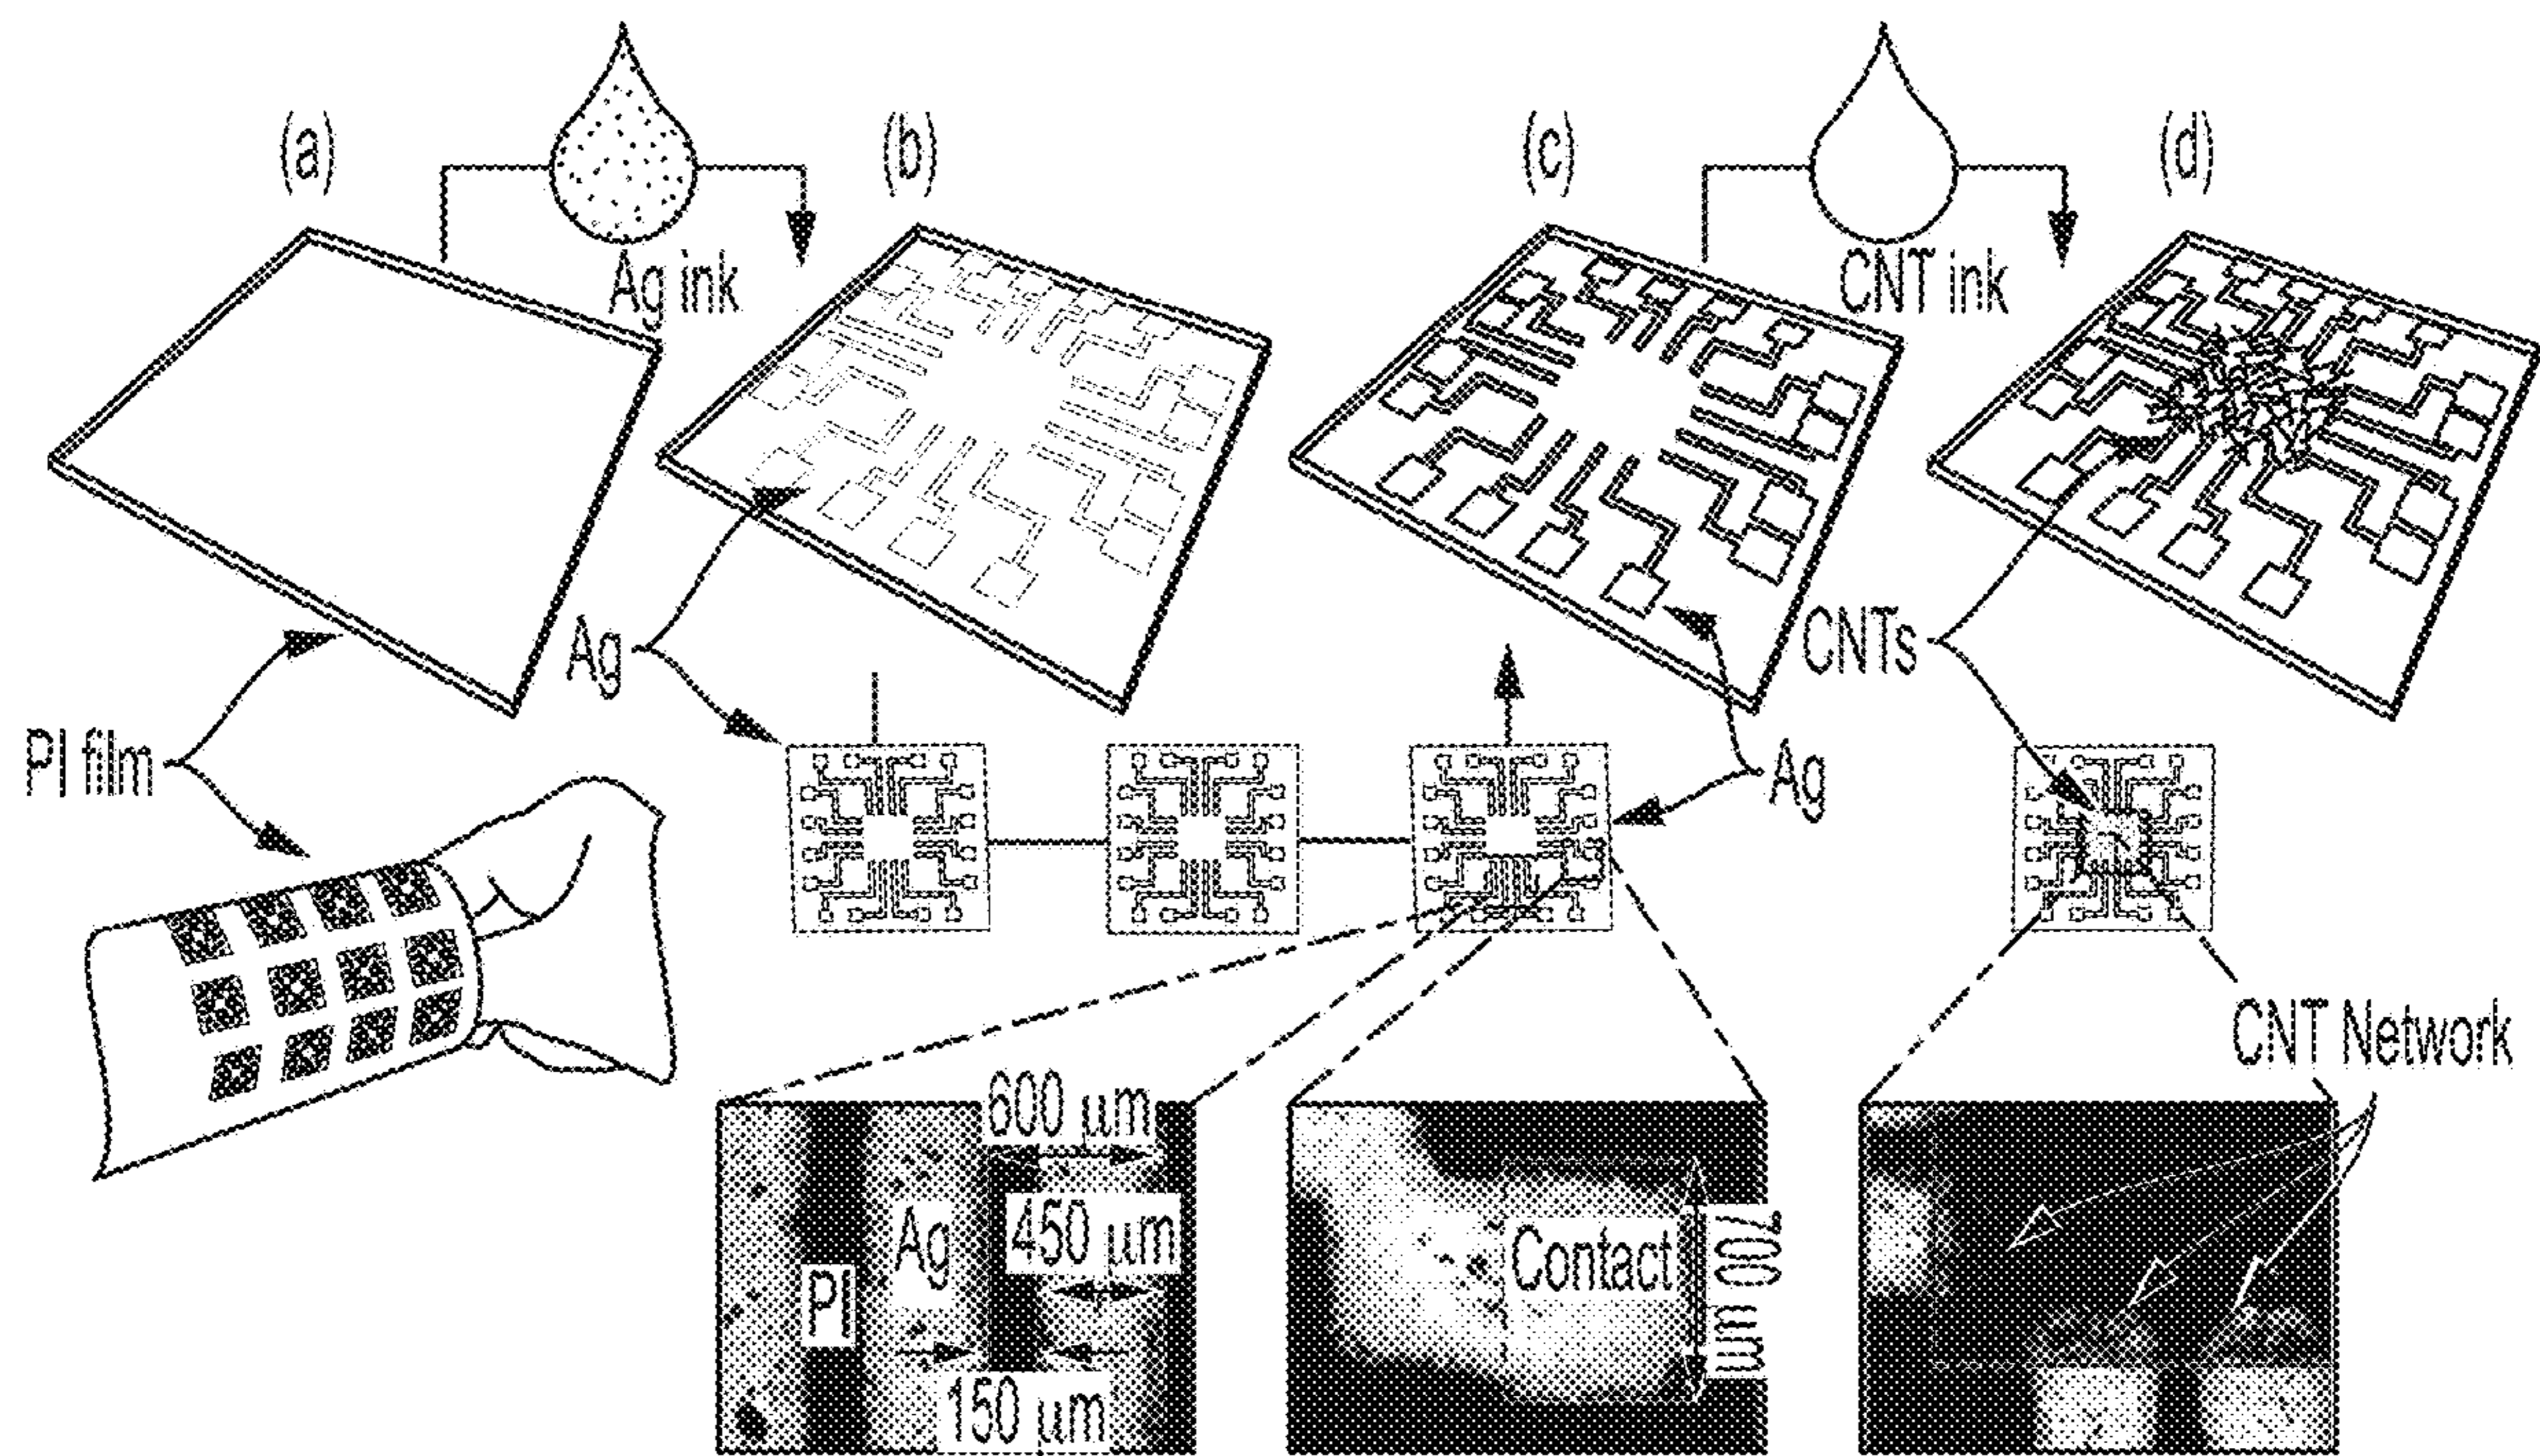 (a)
(b)
(c)
(d)
Ag ink
CNT ink
Ag
CNTs
PI film
Ag
CNT Network
600 μm
Ag
450 μm
PI
150 μm
Contact
700 um